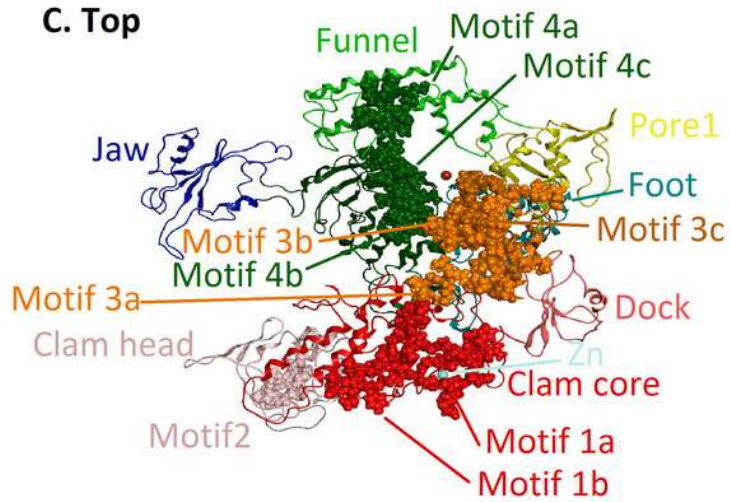 C. Top
Funnel
Motif 4a
Motif 4c
Jaw
Pore1
Foot
Motif 3b
Motif 3c
Motif 4b
Motif 3a
Dock
Clam head
Zn
Clam core
Motif2
Motif 1a
Motif 1b